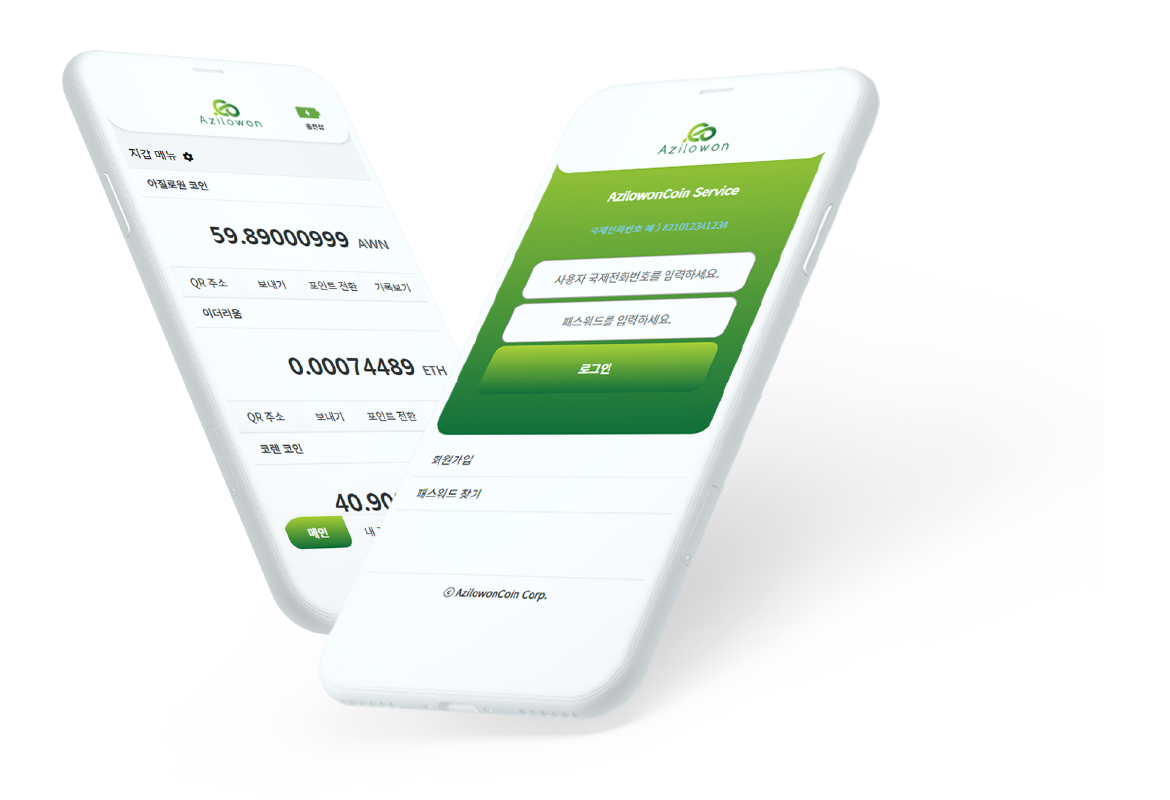 Azilowon
충전됨
지갑 메뉴
아질로원 코인
59.89000999 AWN
QR 주소 보내기 포인트 전환 기록보기
이더리움
0.00074489 ETH
QR 주소 보내기 포인트 전환
코렌 코인
40.90
메인 내
Azilowon
AzilowonCoin Service
국제전화번호 예 ) 821012341234
사용자 국제전화번호를 입력하세요.
패스워드를 입력하세요.
로그인
회원가입
패스워드 찾기
ⓒ AzilowonCoin Corp.